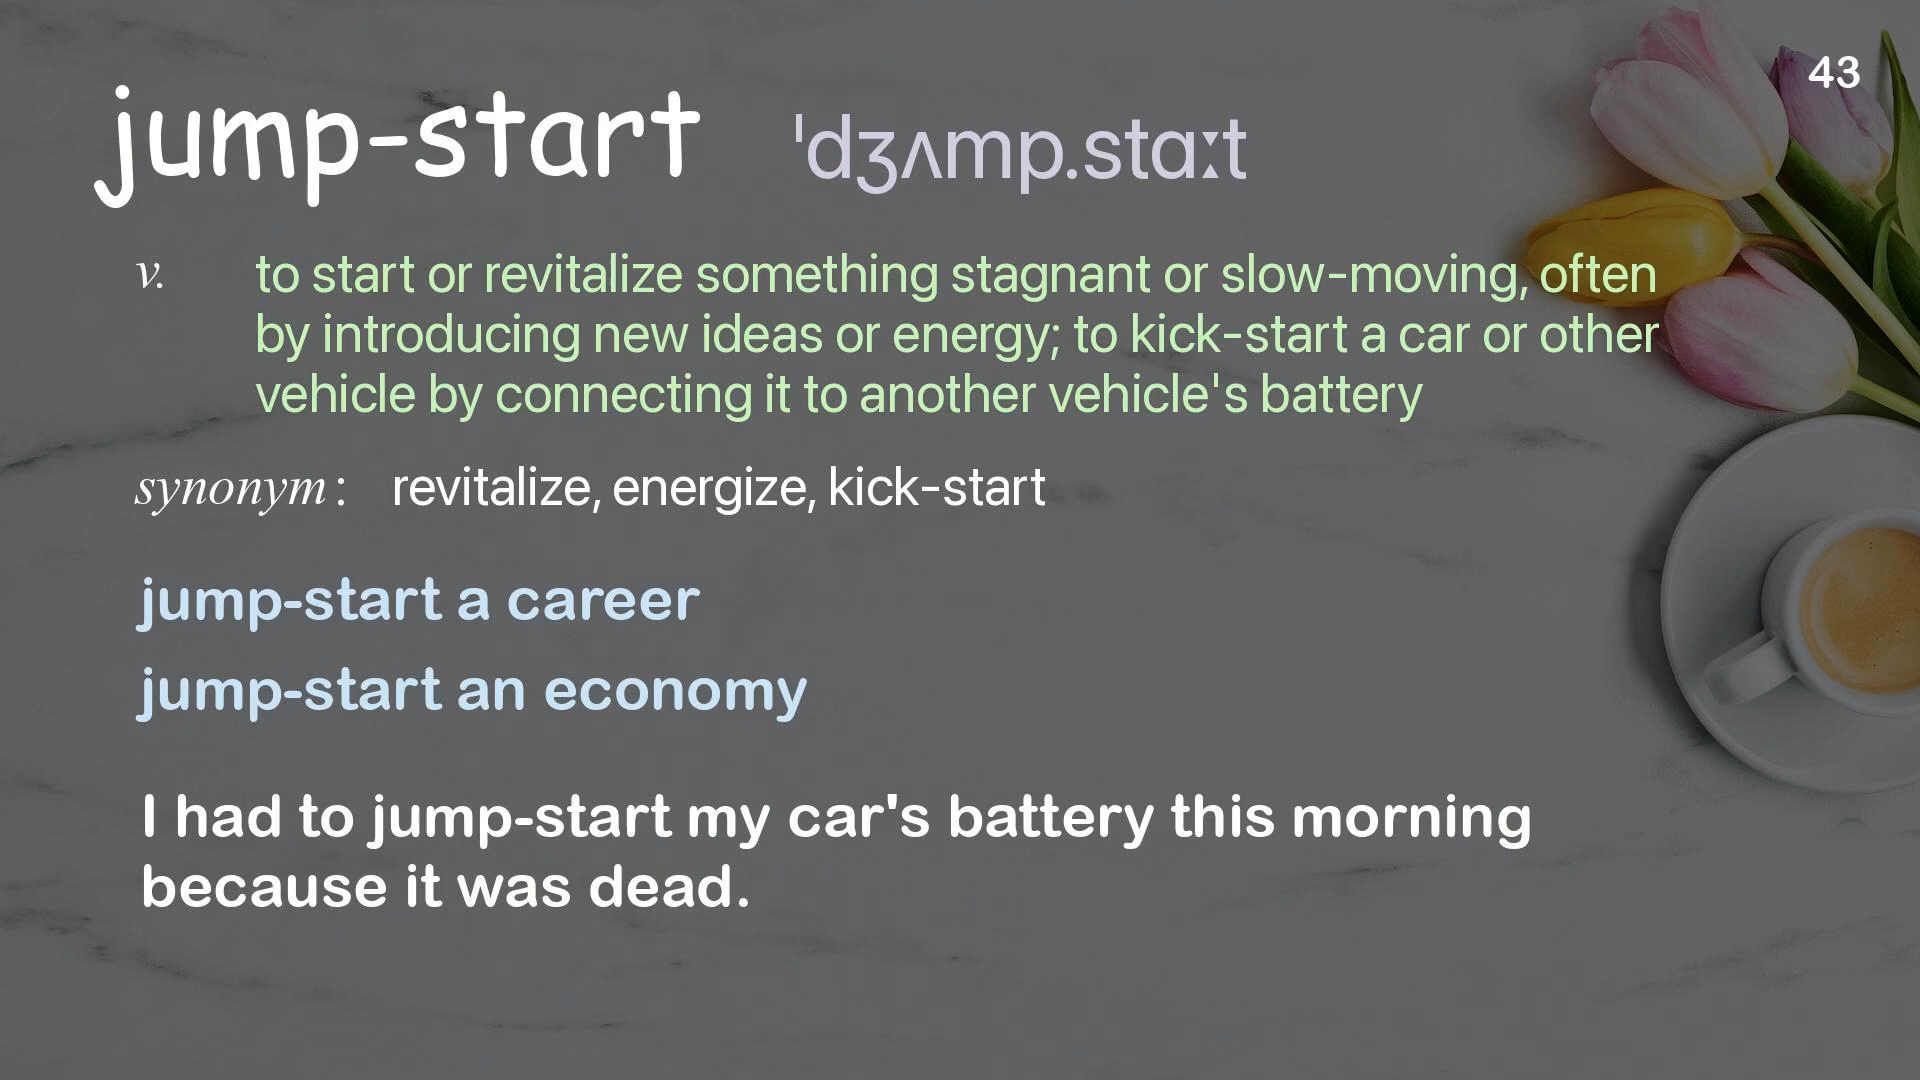 43
jump-start ˈdʒʌmp.stɑːt
v. to start or revitalize something stagnant or slow-moving, often
by introducing new ideas or energy; to kick-start a car or other
vehicle by connecting it to another vehicle's battery
synonym: revitalize, energize, kick-start
jump-start a career
jump-start an economy
I had to jump-start my car's battery this morning
because it was dead.